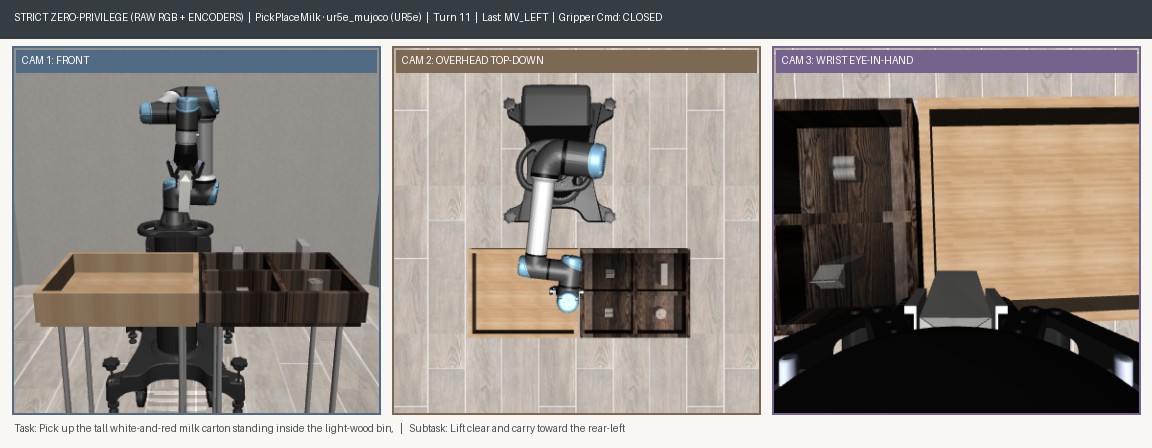 STRICT ZERO-PRIVILEGE (RAW RGB + ENCODERS) | PickPlaceMilk · ur5e_mujoco (UR5e) | Turn 11 | Last MV_LEFT | Gripper Cmd: CLOSED
CAM 1: FRONT
CAM 2: OVERHEAD TOP-DOWN
CAM 3: WRIST EYE-IN-HAND
Task: Pick up the tall white-and-red milk carton standing inside the light-wood bin, | Subtask: Lift clear and carry toward the rear-left